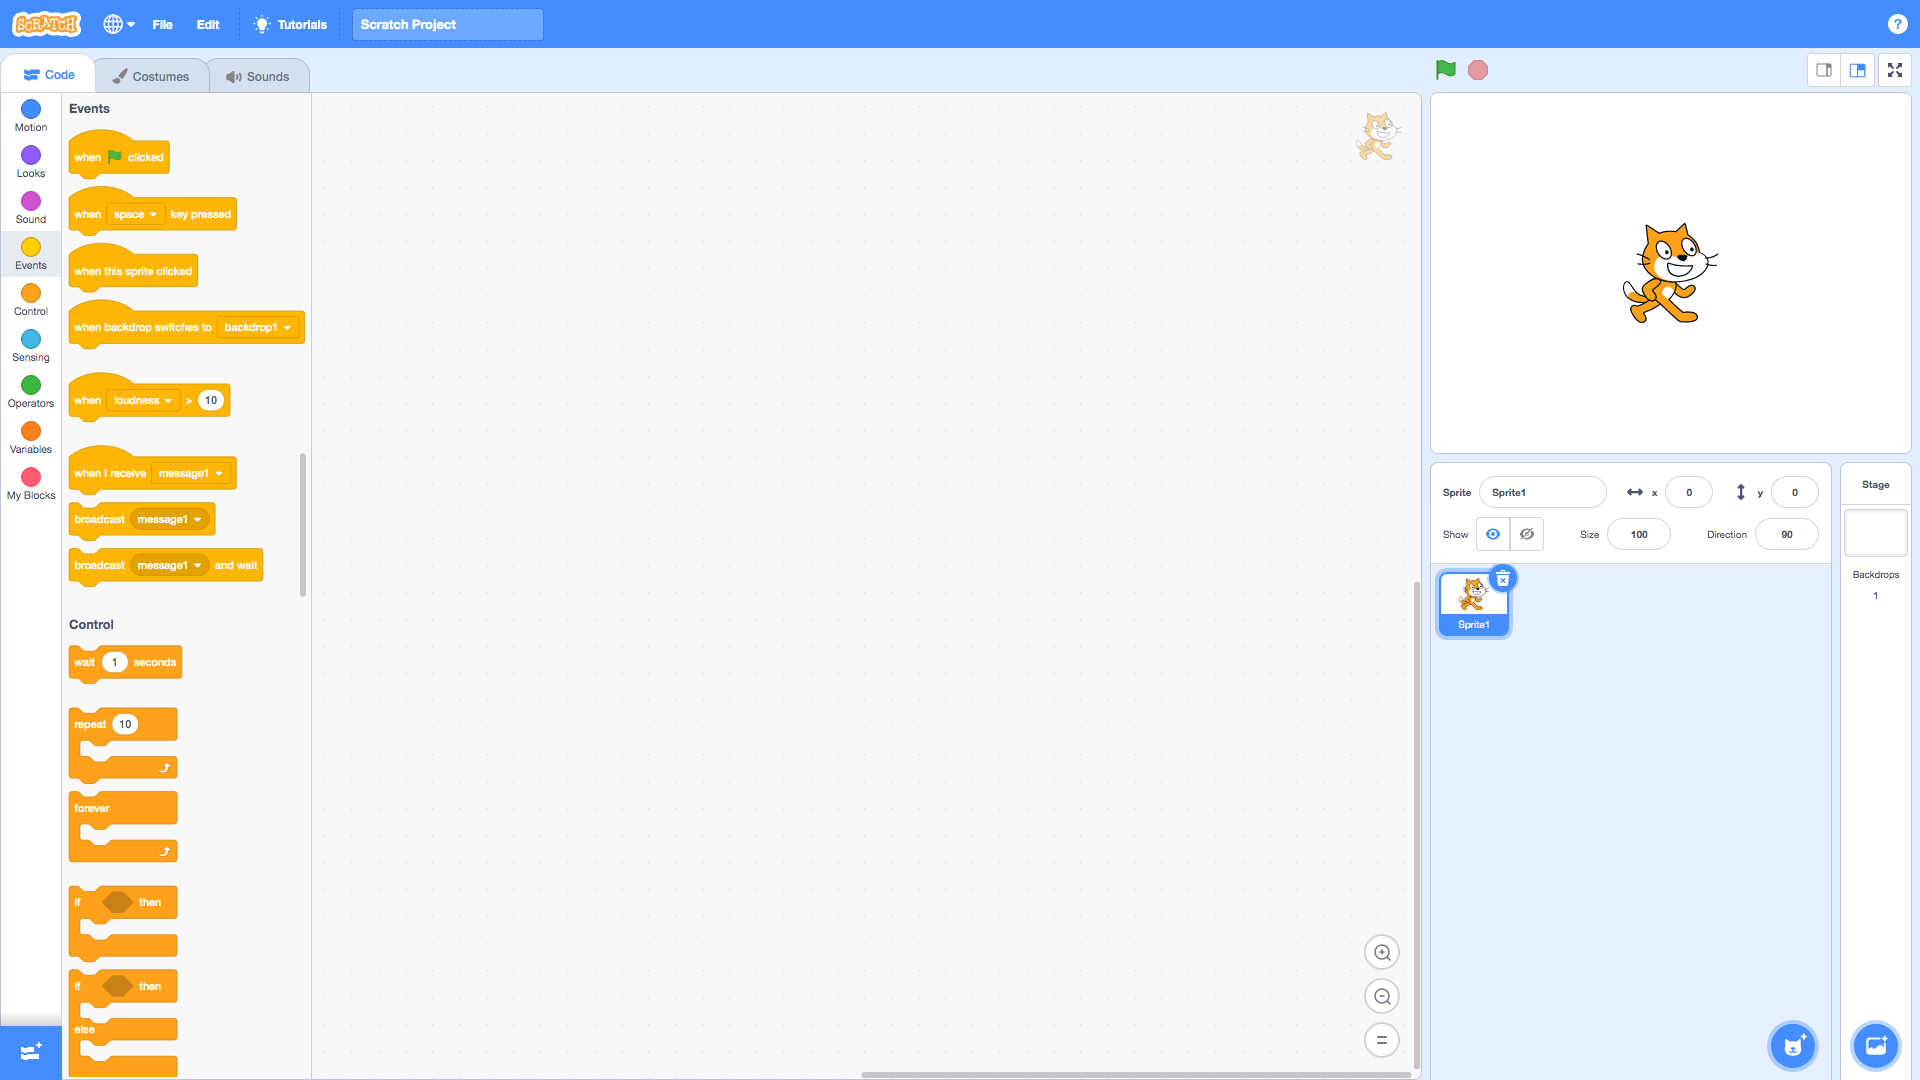 SCRATCH File Edit Tutorials Scratch Project ?
Code Costumes Sounds
Motion
Looks
Sound
Events
Control
Sensing
Operators
Variables
My Blocks
Events
when clicked
when space key pressed
when this sprite clicked
when backdrop switches to backdrop1
when loudness > 10
when I receive message1
broadcast message1
broadcast message1 and wait
Control
wait 1 seconds
repeat 10
forever
if then
if then
else
Sprite Sprite1 x 0 y 0
Show Size 100 Direction 90
Sprite1
Stage
Backdrops
1